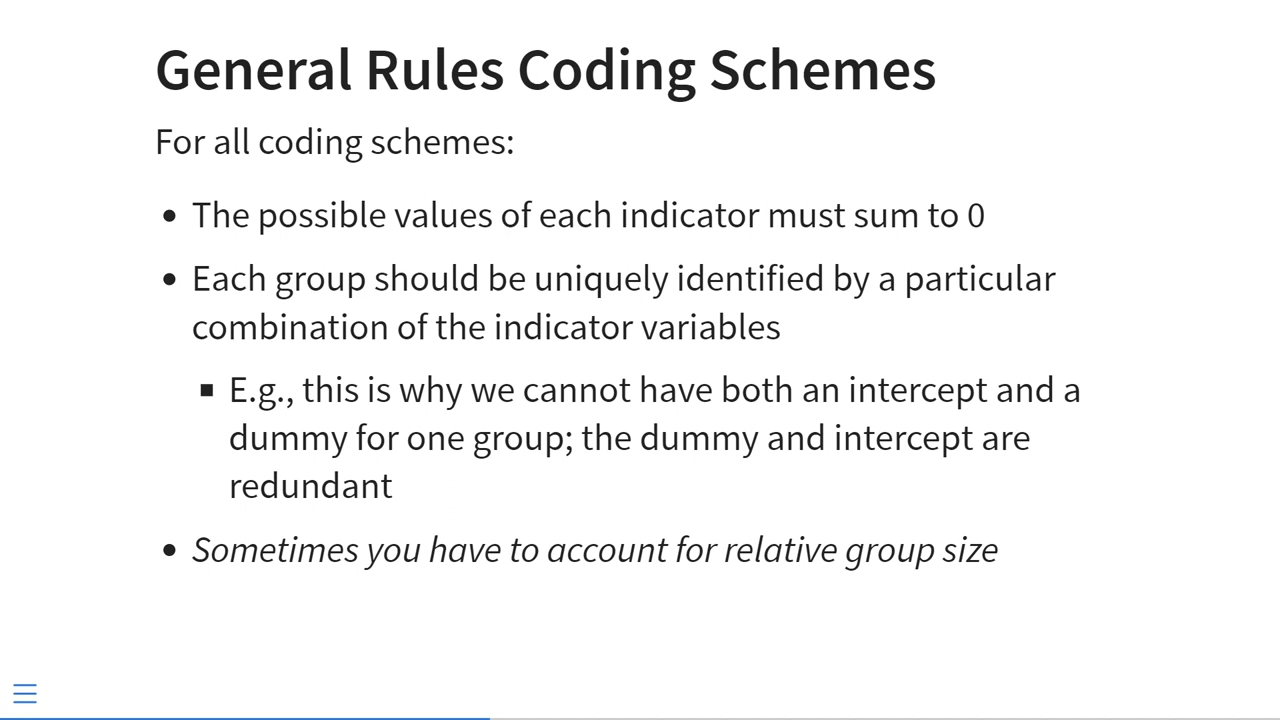 General Rules Coding Schemes
For all coding schemes:
• The possible values of each indicator must sum to 0
• Each group should be uniquely identified by a particular
combination of the indicator variables
▪ E.g., this is why we cannot have both an intercept and a
dummy for one group; the dummy and intercept are
redundant
• Sometimes you have to account for relative group size